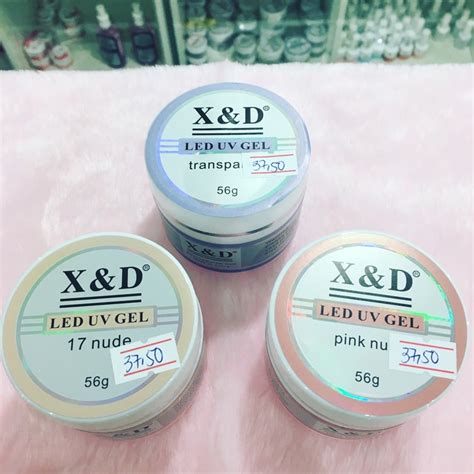 X&D®
LED UV GEL
transpa
37,50
56g
X&D
X&D®
LED UV GEL
17 nude
37,50
56g
X&D®
LED UV GEL
pink nu
37,50
56g